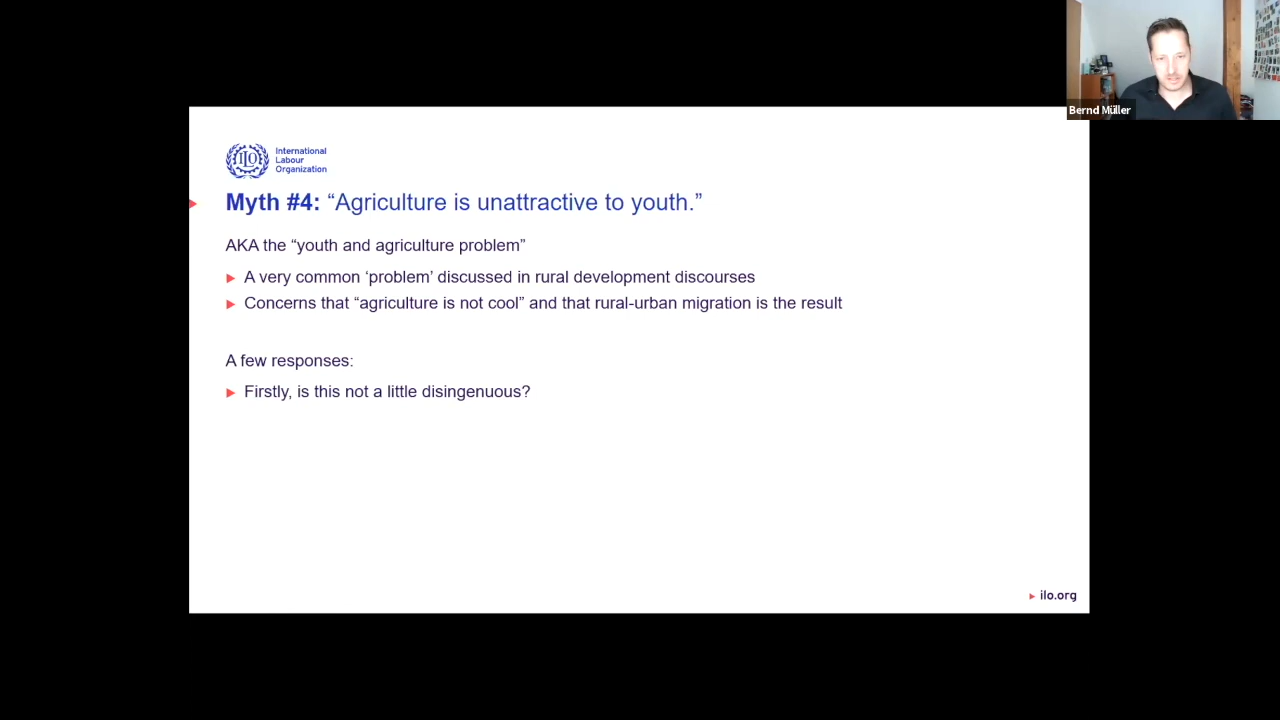 Bernd Müller
ILO
International
Labour
Organization
Myth #4: “Agriculture is unattractive to youth.”
AKA the “youth and agriculture problem”
A very common ‘problem’ discussed in rural development discourses
Concerns that “agriculture is not cool” and that rural-urban migration is the result
A few responses:
Firstly, is this not a little disingenuous?
ilo.org